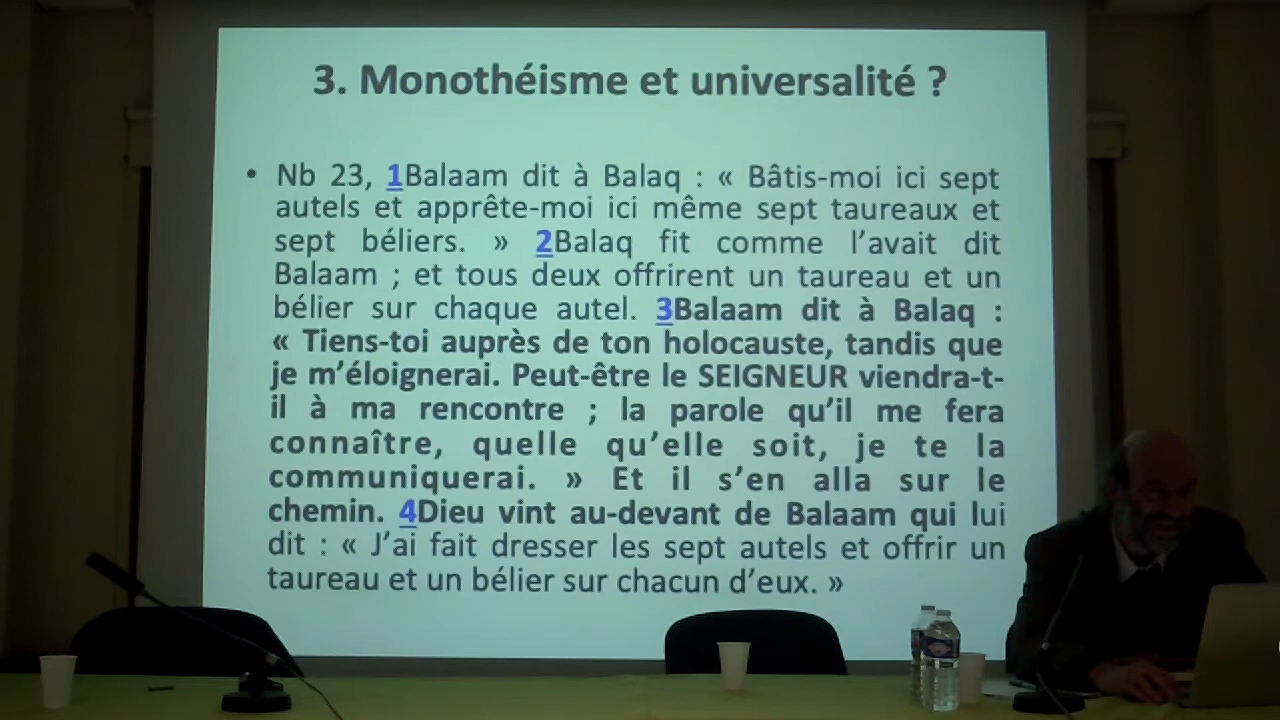 3. Monothéisme et universalité ?
• Nb 23, 1Balaam dit à Balaq : « Bâtis-moi ici sept
autels et apprête-moi ici même sept taureaux et
sept béliers. » 2Balaq fit comme l’avait dit
Balaam ; et tous deux offrirent un taureau et un
bélier sur chaque autel. 3Balaam dit à Balaq :
« Tiens-toi auprès de ton holocauste, tandis que
je m’éloignerai. Peut-être le SEIGNEUR viendra-t-
il à ma rencontre ; la parole qu’il me fera
connaître, quelle qu’elle soit, je te la
communiquerai. » Et il s’en alla sur le
chemin. 4Dieu vint au-devant de Balaam qui lui
dit : « J’ai fait dresser les sept autels et offrir un
taureau et un bélier sur chacun d’eux. »